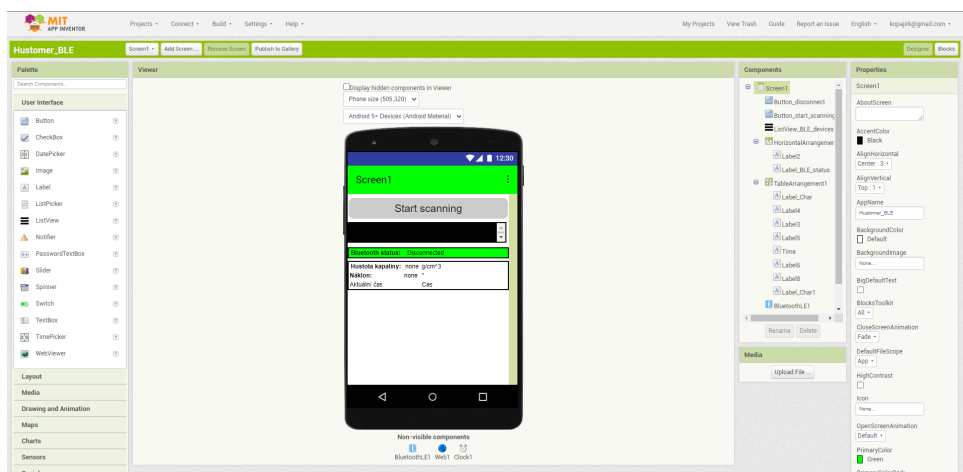 MIT
APP INVENTOR
Projects Connect Build Settings Help
My Projects View Trash Guide Report an Issue English kopajirk@gmail.com
Hustomer_BLE
Screen1 Add Screen ... Remove Screen Publish to Gallery
Designer Blocks
Palette
Search Components...
User Interface
Button
CheckBox
DatePicker
Image
Label
ListPicker
ListView
Notifier
PasswordTextBox
Slider
Spinner
Switch
TextBox
TimePicker
WebViewer
Layout
Media
Drawing and Animation
Maps
Charts
Sensors
Viewer
Display hidden components in Viewer
Phone size (505,320)
Android 5+ Devices (Android Material)
12:30
Screen1
Start scanning
Bluetooth status: Disconnected
Hustota kapaliny: none g/cm^3
Náklon: none °
Aktuální čas Cas
Non-visible components
BluetoothLE1 Web1 Clock1
Components
Screen1
Button_disconnect
Button_start_scanning
ListView_BLE_devices
HorizontalArrangemer
Label2
Label_BLE_status
TableArrangement1
Label_Char
Label4
Label3
Label5
Time
Label6
Label8
Label_Char1
BluetoothLE1
Rename Delete
Media
Upload File ...
Properties
Screen1
AboutScreen
AccentColor
Black
AlignHorizontal
Center : 3
AlignVertical
Top : 1
AppName
Hustomer_BLE
BackgroundColor
Default
BackgroundImage
None...
BigDefaultText
BlocksToolkit
All
CloseScreenAnimation
Fade
DefaultFileScope
App
HighContrast
Icon
None...
OpenScreenAnimation
Default
PrimaryColor
Green